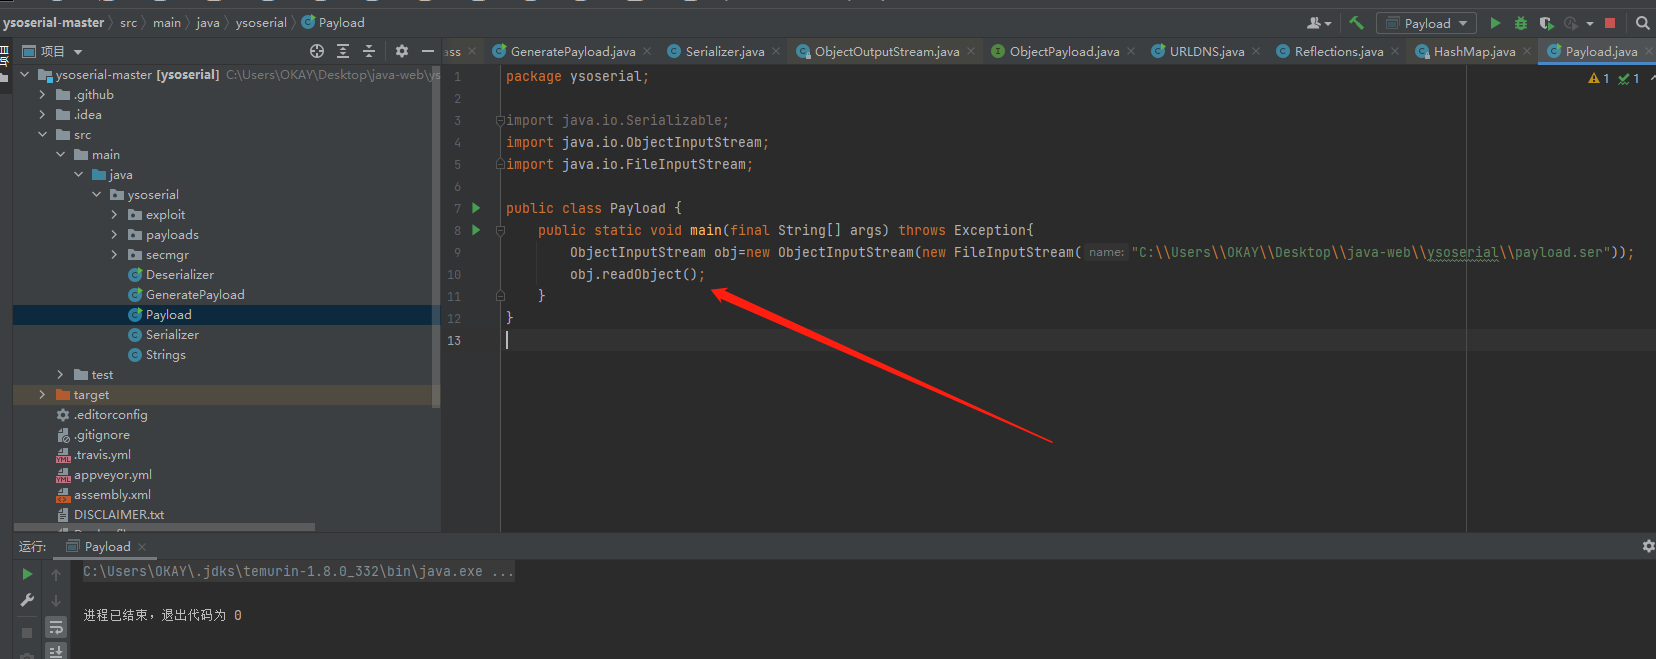 ysoserial-master src main java ysoserial Payload
Payload
项目
ass GeneratePayload.java Serializer.java ObjectOutputStream.java ObjectPayload.java URLDNS.java Reflections.java HashMap.java Payload.java
ysoserial-master [ysoserial] C:\Users\OKAY\Desktop\java-web\ys
.github
.idea
src
main
java
ysoserial
exploit
payloads
secmgr
Deserializer
GeneratePayload
Payload
Serializer
Strings
test
target
.editorconfig
.gitignore
.travis.yml
appveyor.yml
assembly.xml
DISCLAIMER.txt
1 package ysoserial;
2
3 import java.io.Serializable;
4 import java.io.ObjectInputStream;
5 import java.io.FileInputStream;
6
7 public class Payload {
8 public static void main(final String[] args) throws Exception{
9 ObjectInputStream obj=new ObjectInputStream(new FileInputStream( name: "C:\\Users\\OKAY\\Desktop\\java-web\\ysoserial\\payload.ser"));
10 obj.readObject();
11 }
12 }
13
1 1
运行: Payload
C:\Users\OKAY\.jdks\temurin-1.8.0_332\bin\java.exe ...
进程已结束，退出代码为 0